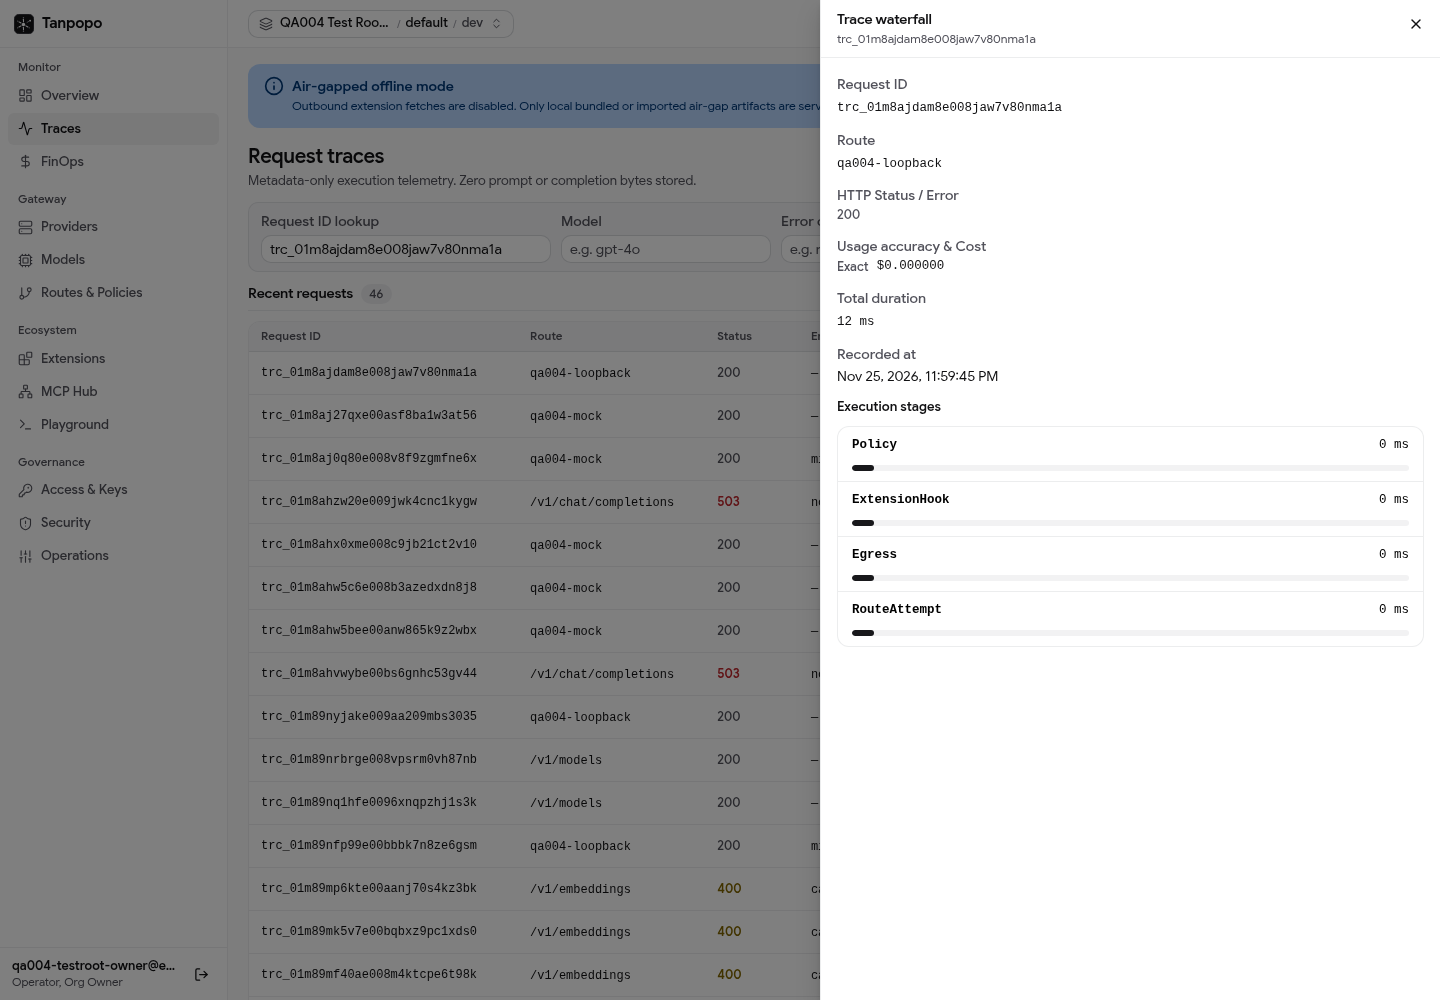 Tanpopo
Monitor
Overview
Traces
FinOps
Gateway
Providers
Models
Routes & Policies
Ecosystem
Extensions
MCP Hub
Playground
Governance
Access & Keys
Security
Operations
qa004-testroot-owner@e...
Operator, Org Owner
QA004 Test Roo... / default / dev
Air-gapped offline mode
Outbound extension fetches are disabled. Only local bundled or imported air-gap artifacts are serv
Request traces
Metadata-only execution telemetry. Zero prompt or completion bytes stored.
Request ID lookup Model Error
trc_01m8ajdam8e008jaw7v80nma1a e.g. gpt-4o e.g.
Recent requests 46
Request ID Route Status
trc_01m8ajdam8e008jaw7v80nma1a qa004-loopback 200 —
trc_01m8aj27qxe00asf8ba1w3at56 qa004-mock 200 —
trc_01m8aj0q80e008v8f9zgmfne6x qa004-mock 200
trc_01m8ahzw20e009jwk4cnc1kygw /v1/chat/completions 503
trc_01m8ahx0xme008c9jb21ct2v10 qa004-mock 200 —
trc_01m8ahw5c6e008b3azedxdn8j8 qa004-mock 200 —
trc_01m8ahw5bee00anw865k9z2wbx qa004-mock 200 —
trc_01m8ahvwybe00bs6gnhc53gv44 /v1/chat/completions 503
trc_01m89nyjake009aa209mbs3035 qa004-loopback 200 —
trc_01m89nrbrge008vpsrm0vh87nb /v1/models 200 —
trc_01m89nq1hfe0096xnqpzhj1s3k /v1/models 200 —
trc_01m89nfp99e00bbbk7n8ze6gsm qa004-loopback 200
trc_01m89mp6kte00aanj70s4kz3bk /v1/embeddings 400
trc_01m89mk5v7e00bqbxz9pc1xds0 /v1/embeddings 400
trc_01m89mf40ae008m4ktcpe6t98k /v1/embeddings 400
Trace waterfall
trc_01m8ajdam8e008jaw7v80nma1a
Request ID
trc_01m8ajdam8e008jaw7v80nma1a
Route
qa004-loopback
HTTP Status / Error
200
Usage accuracy & Cost
Exact $0.000000
Total duration
12 ms
Recorded at
Nov 25, 2026, 11:59:45 PM
Execution stages
Policy 0 ms
ExtensionHook 0 ms
Egress 0 ms
RouteAttempt 0 ms